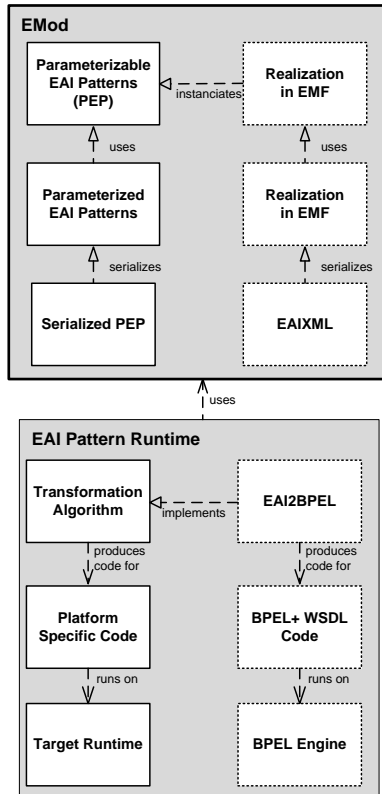 EMod
Parameterizable
EAI Patterns
(PEP)
instanciates
Realization
in EMF
uses
uses
Parameterized
EAI Patterns
Realization
in EMF
serializes
serializes
Serialized PEP
EAIXML
uses
EAI Pattern Runtime
Transformation
Algorithm
implements
EAI2BPEL
produces
code for
produces
code for
Platform
Specific Code
BPEL+ WSDL
Code
runs on
runs on
Target Runtime
BPEL Engine